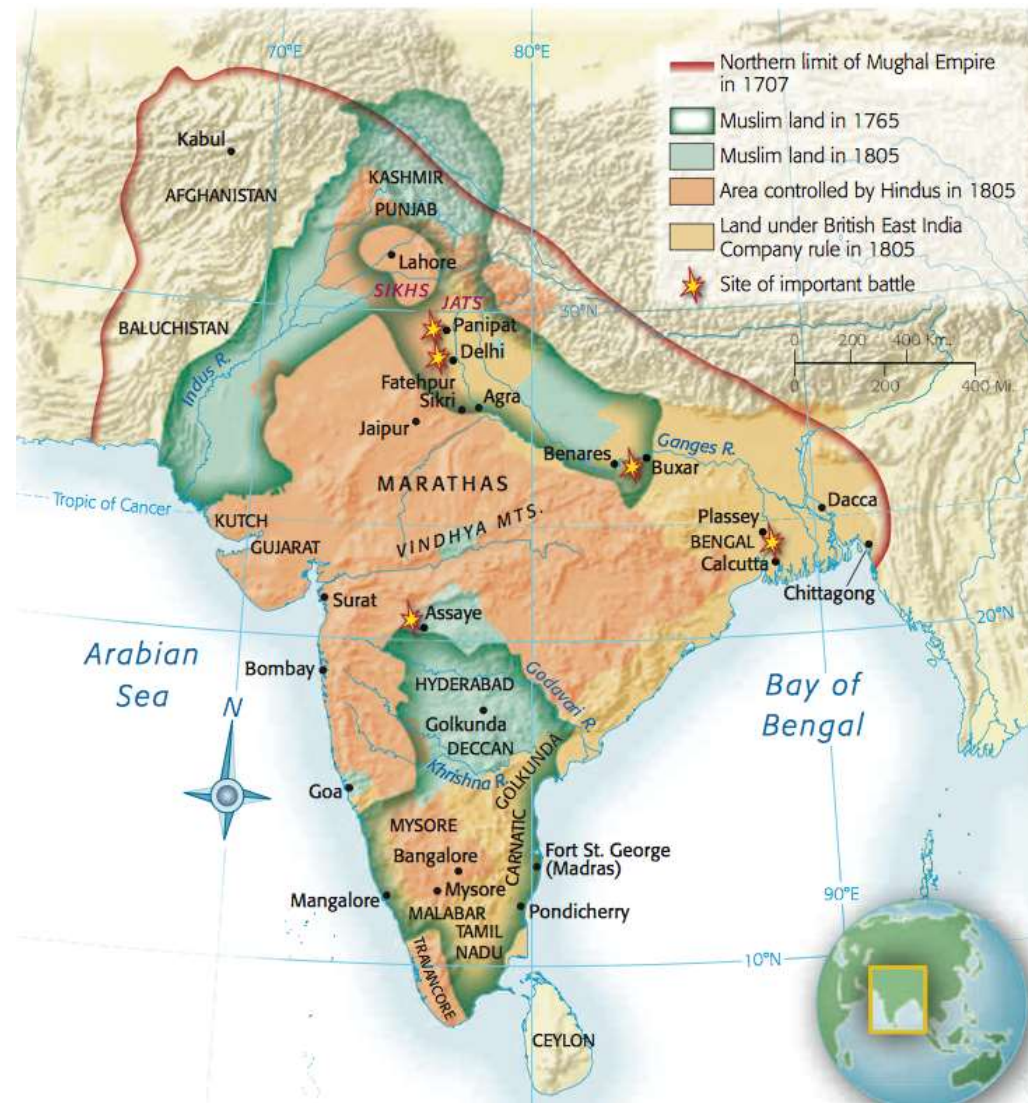 70°E
80°E
Northern limit of Mughal Empire
in 1707
Muslim land in 1765
Muslim land in 1805
Area controlled by Hindus in 1805
Land under British East India
Company rule in 1805
Site of important battle
Kabul
AFGHANISTAN
KASHMIR
PUNJAB
Lahore
SIKHS
JATS
30°N
BALUCHISTAN
Indus R.
Panipat
Delhi
0 200 400 Km.
0 200 400 Mi.
Fatehpur
Sikri
Agra
Jaipur
Benares
Ganges R.
Buxar
MARATHAS
Tropic of Cancer
Dacca
KUTCH
GUJARAT
VINDHYA MTS.
Plassey
BENGAL
Calcutta
Chittagong
Surat
Assaye
20°N
Arabian
Sea
Bombay
HYDERABAD
Godavari R.
Bay of
Bengal
N
Golkunda
DECCAN
GOLKUNDA
Khrishna R.
Goa
MYSORE
CARNATIC
Bangalore
Fort St. George
(Madras)
Mysore
Mangalore
MALABAR
Pondicherry
90°E
TAMIL
NADU
TRAVANCORE
10°N
CEYLON